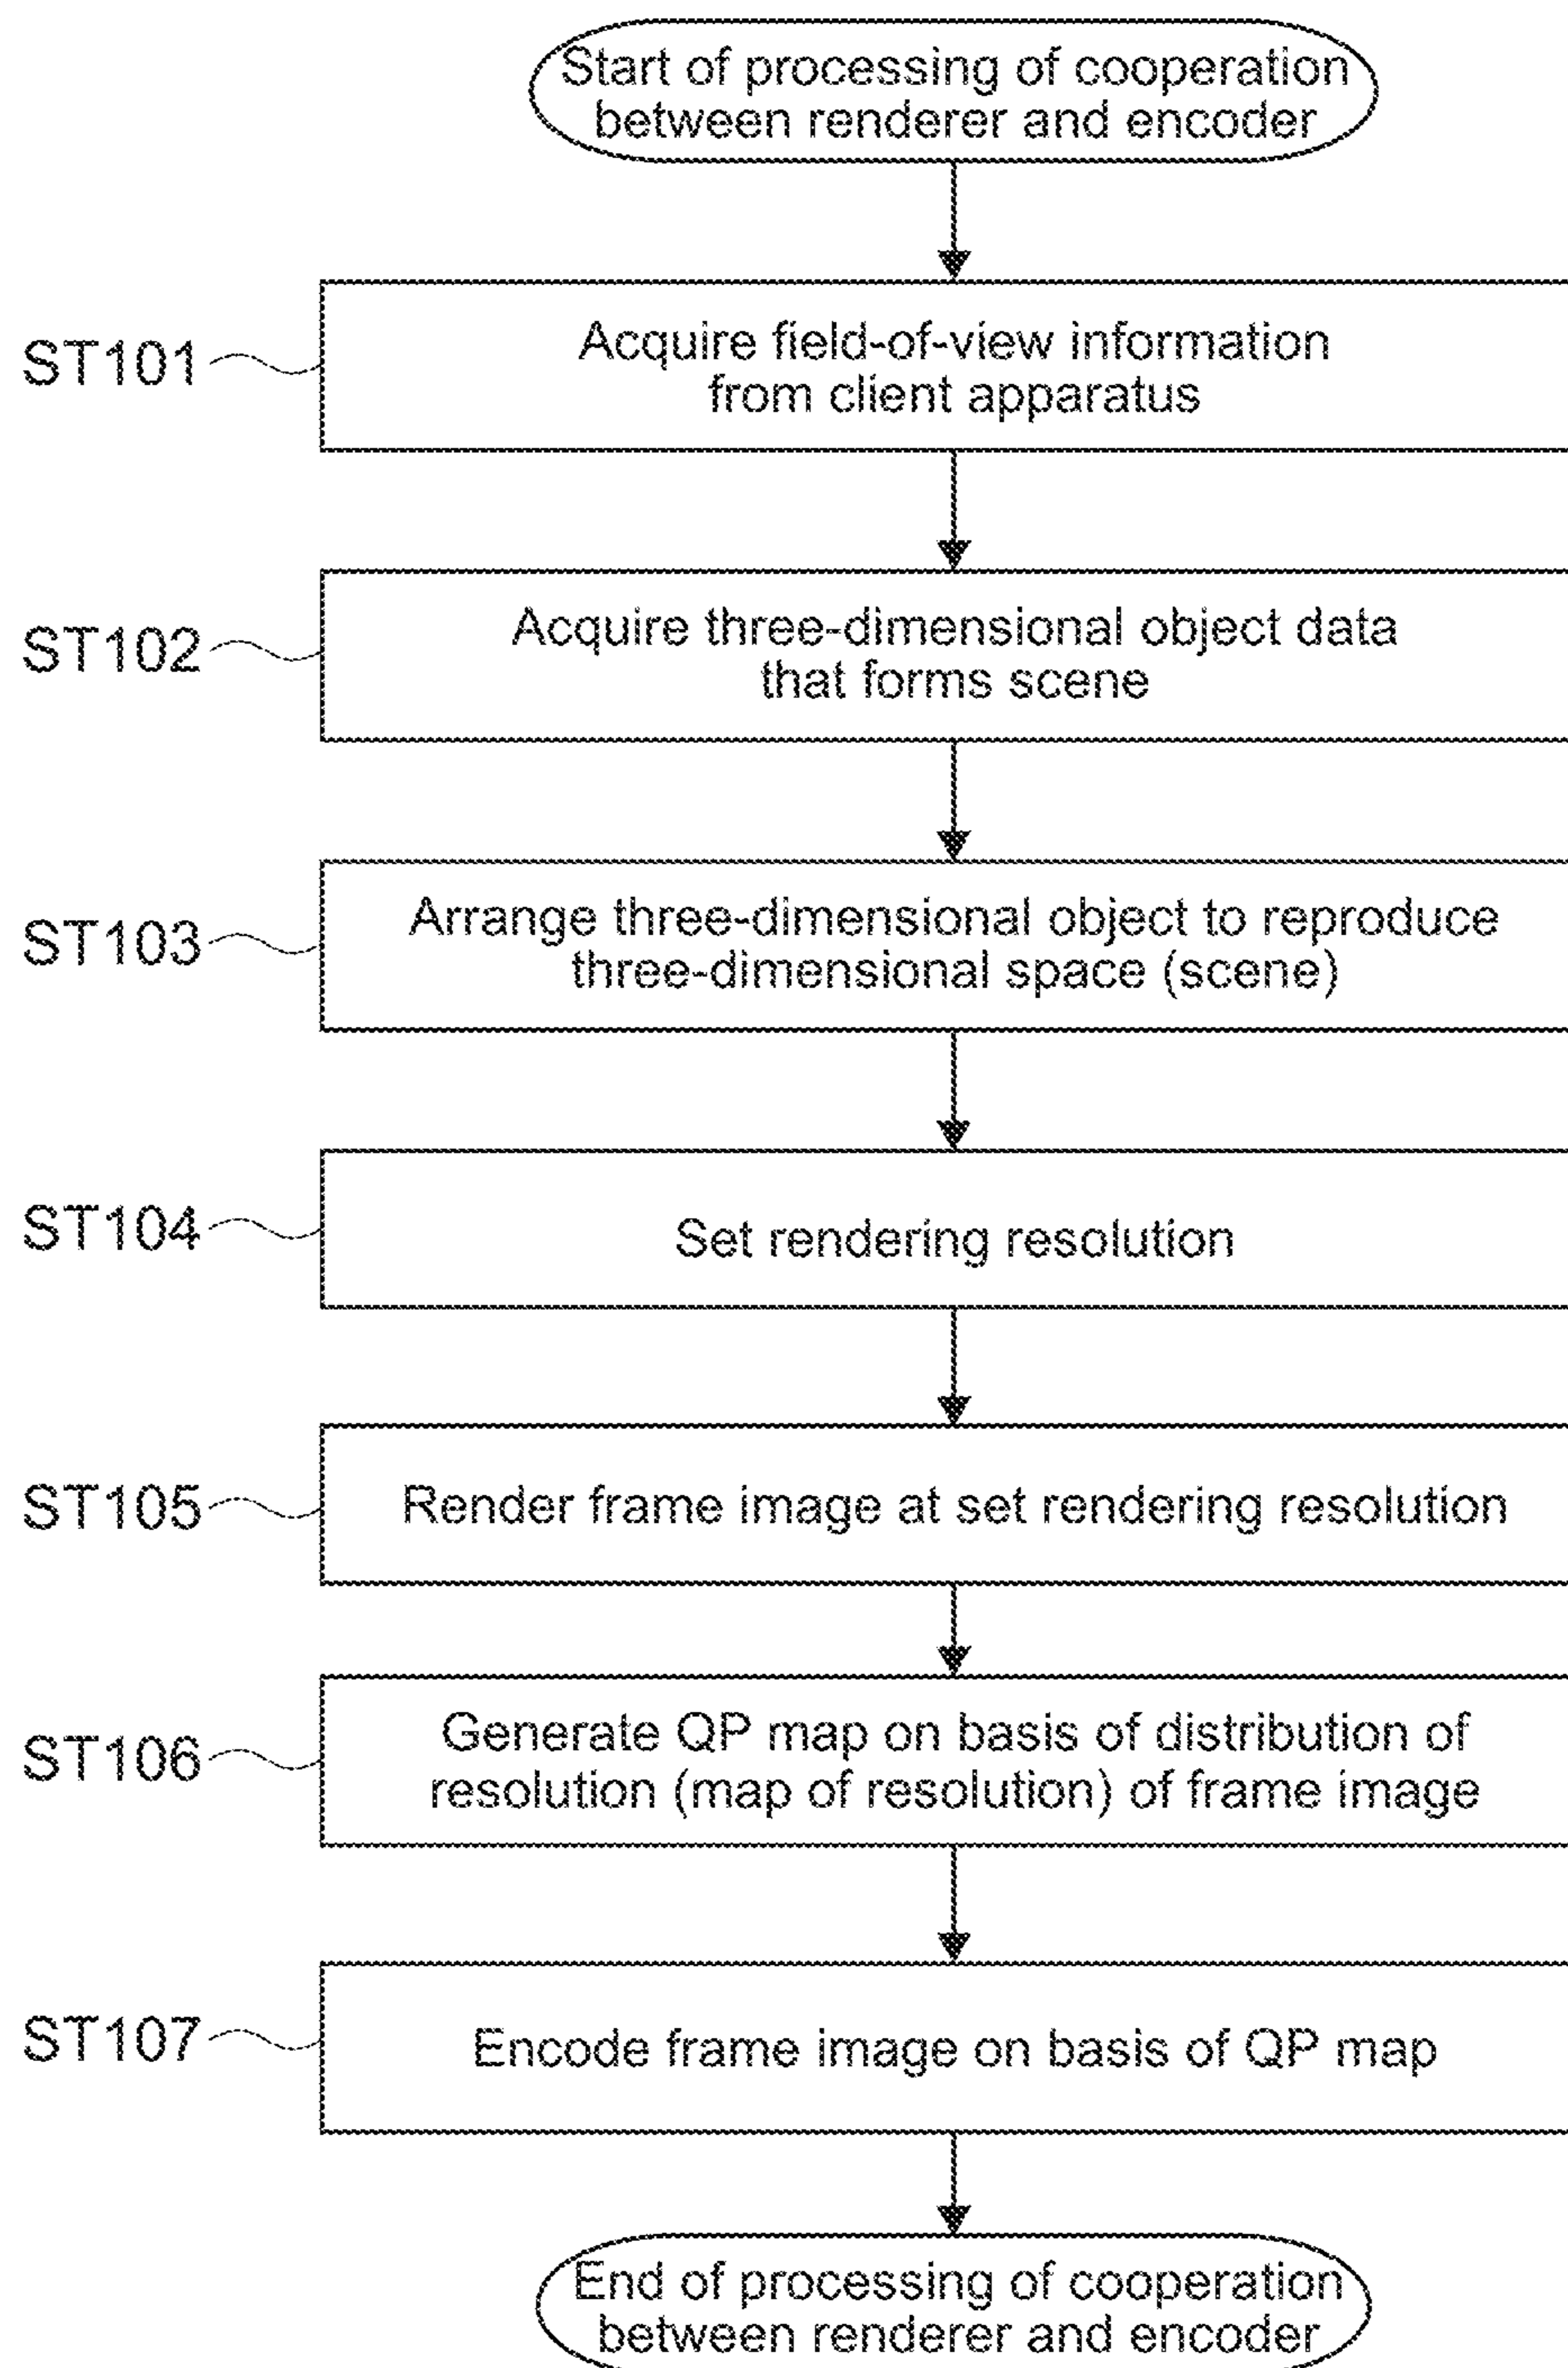 Start of processing of cooperation
between renderer and encoder
ST101
Acquire field-of-view information
from client apparatus
ST102
Acquire three-dimensional object data
that forms scene
ST103
Arrange three-dimensional object to reproduce
three-dimensional space (scene)
ST104
Set rendering resolution
ST105
Render frame image at set rendering resolution
ST106
Generate QP map on basis of distribution of
resolution (map of resolution) of frame image
ST107
Encode frame image on basis of QP map
End of processing of cooperation
between renderer and encoder